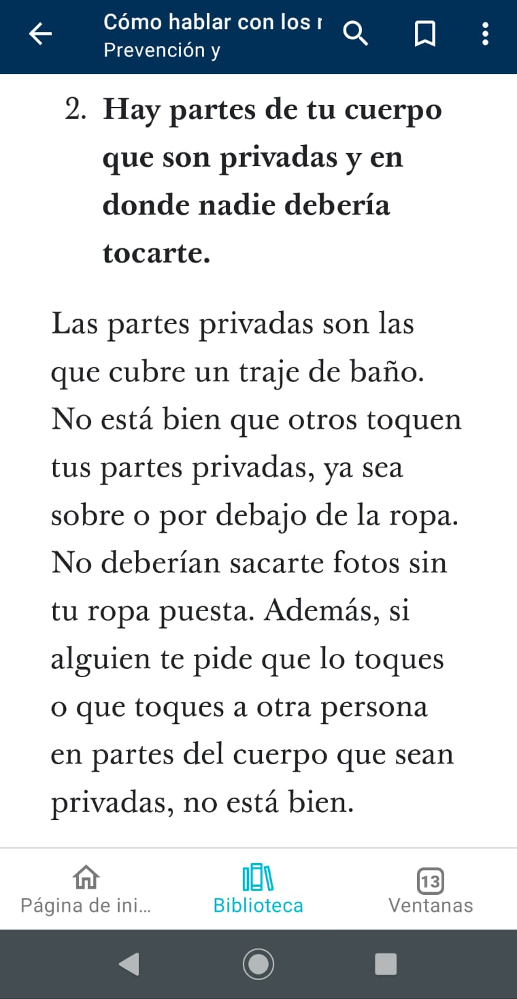 Cómo hablar con los
Prevención y
2. Hay partes de tu cuerpo
que son privadas y en
donde nadie debería
tocarte.
Las partes privadas son las
que cubre un traje de baño.
No está bien que otros toquen
tus partes privadas, ya sea
sobre o por debajo de la ropa.
No deberían sacarte fotos sin
tu ropa puesta. Además, si
alguien te pide que lo toques
o que toques a otra persona
en partes del cuerpo que sean
privadas, no está bien.
Página de ini...
Biblioteca
13
Ventanas